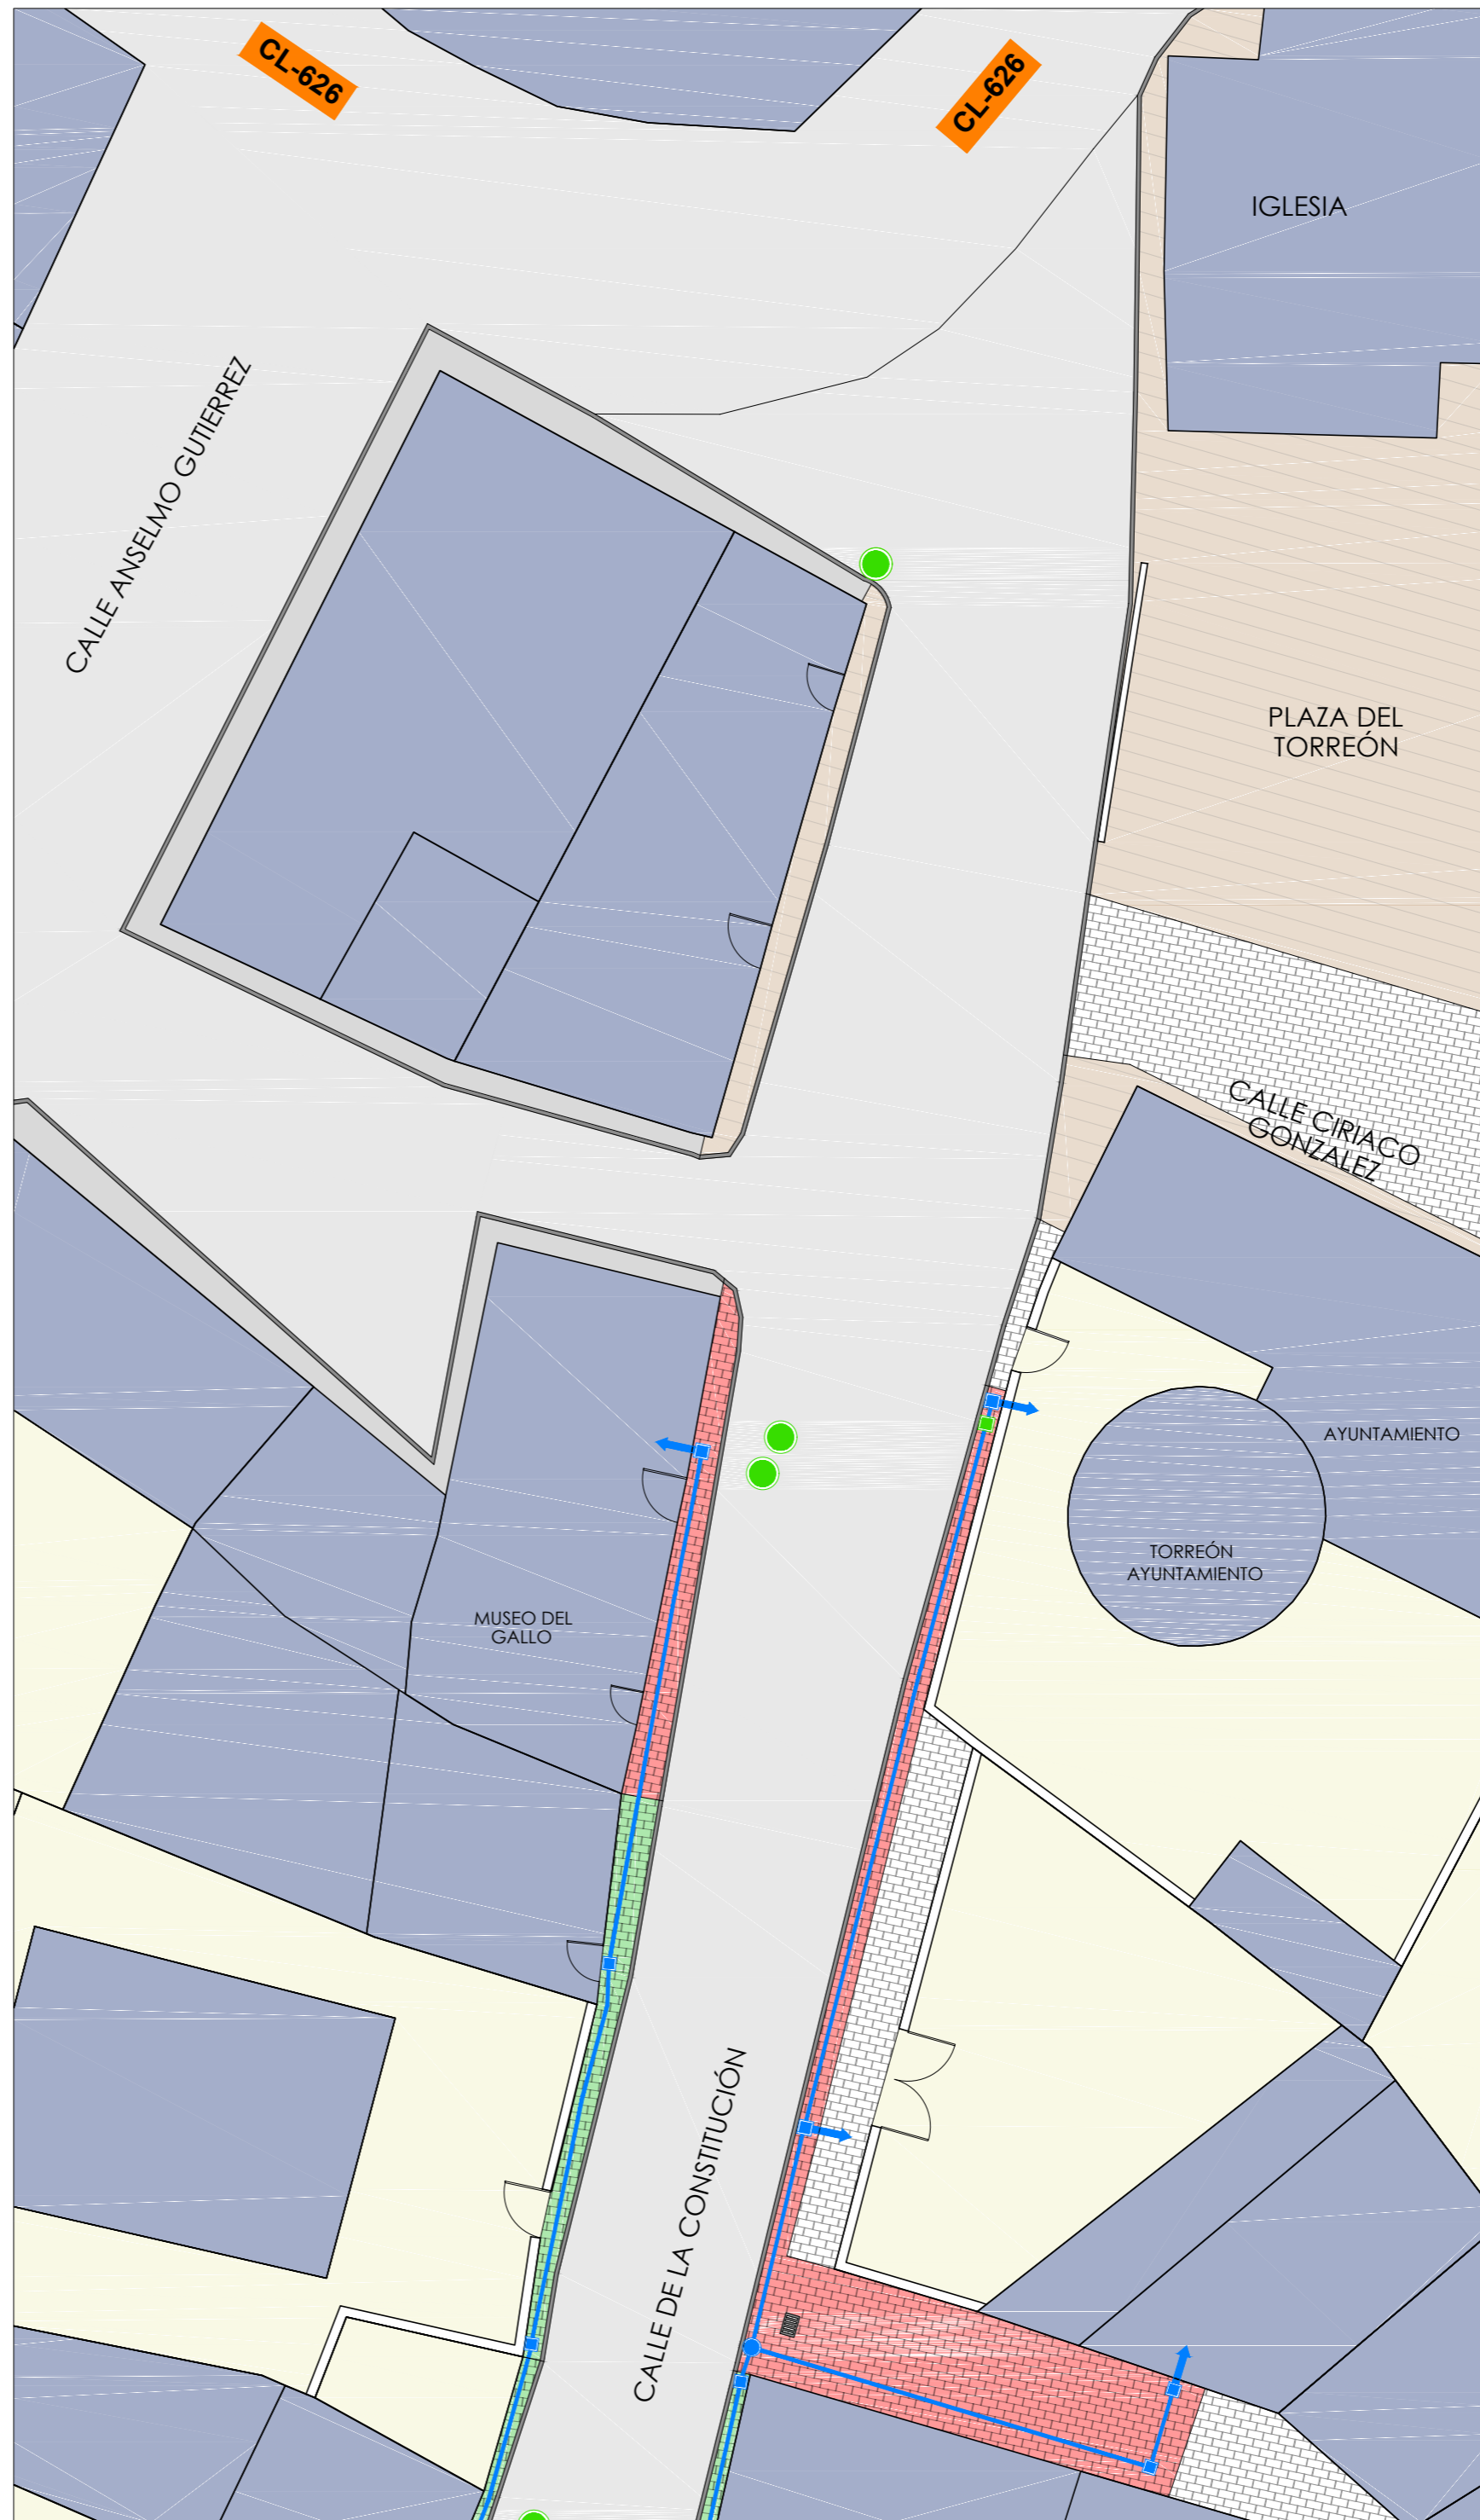 CL-626
CL-626
IGLESIA
CALLE ANSELMO GUTIERREZ
PLAZA DEL
TORREÓN
CALLE CIRIACO
GONZALEZ
AYUNTAMIENTO
TORREÓN
AYUNTAMIENTO
MUSEO DEL
GALLO
CALLE DE LA CONSTITUCIÓN